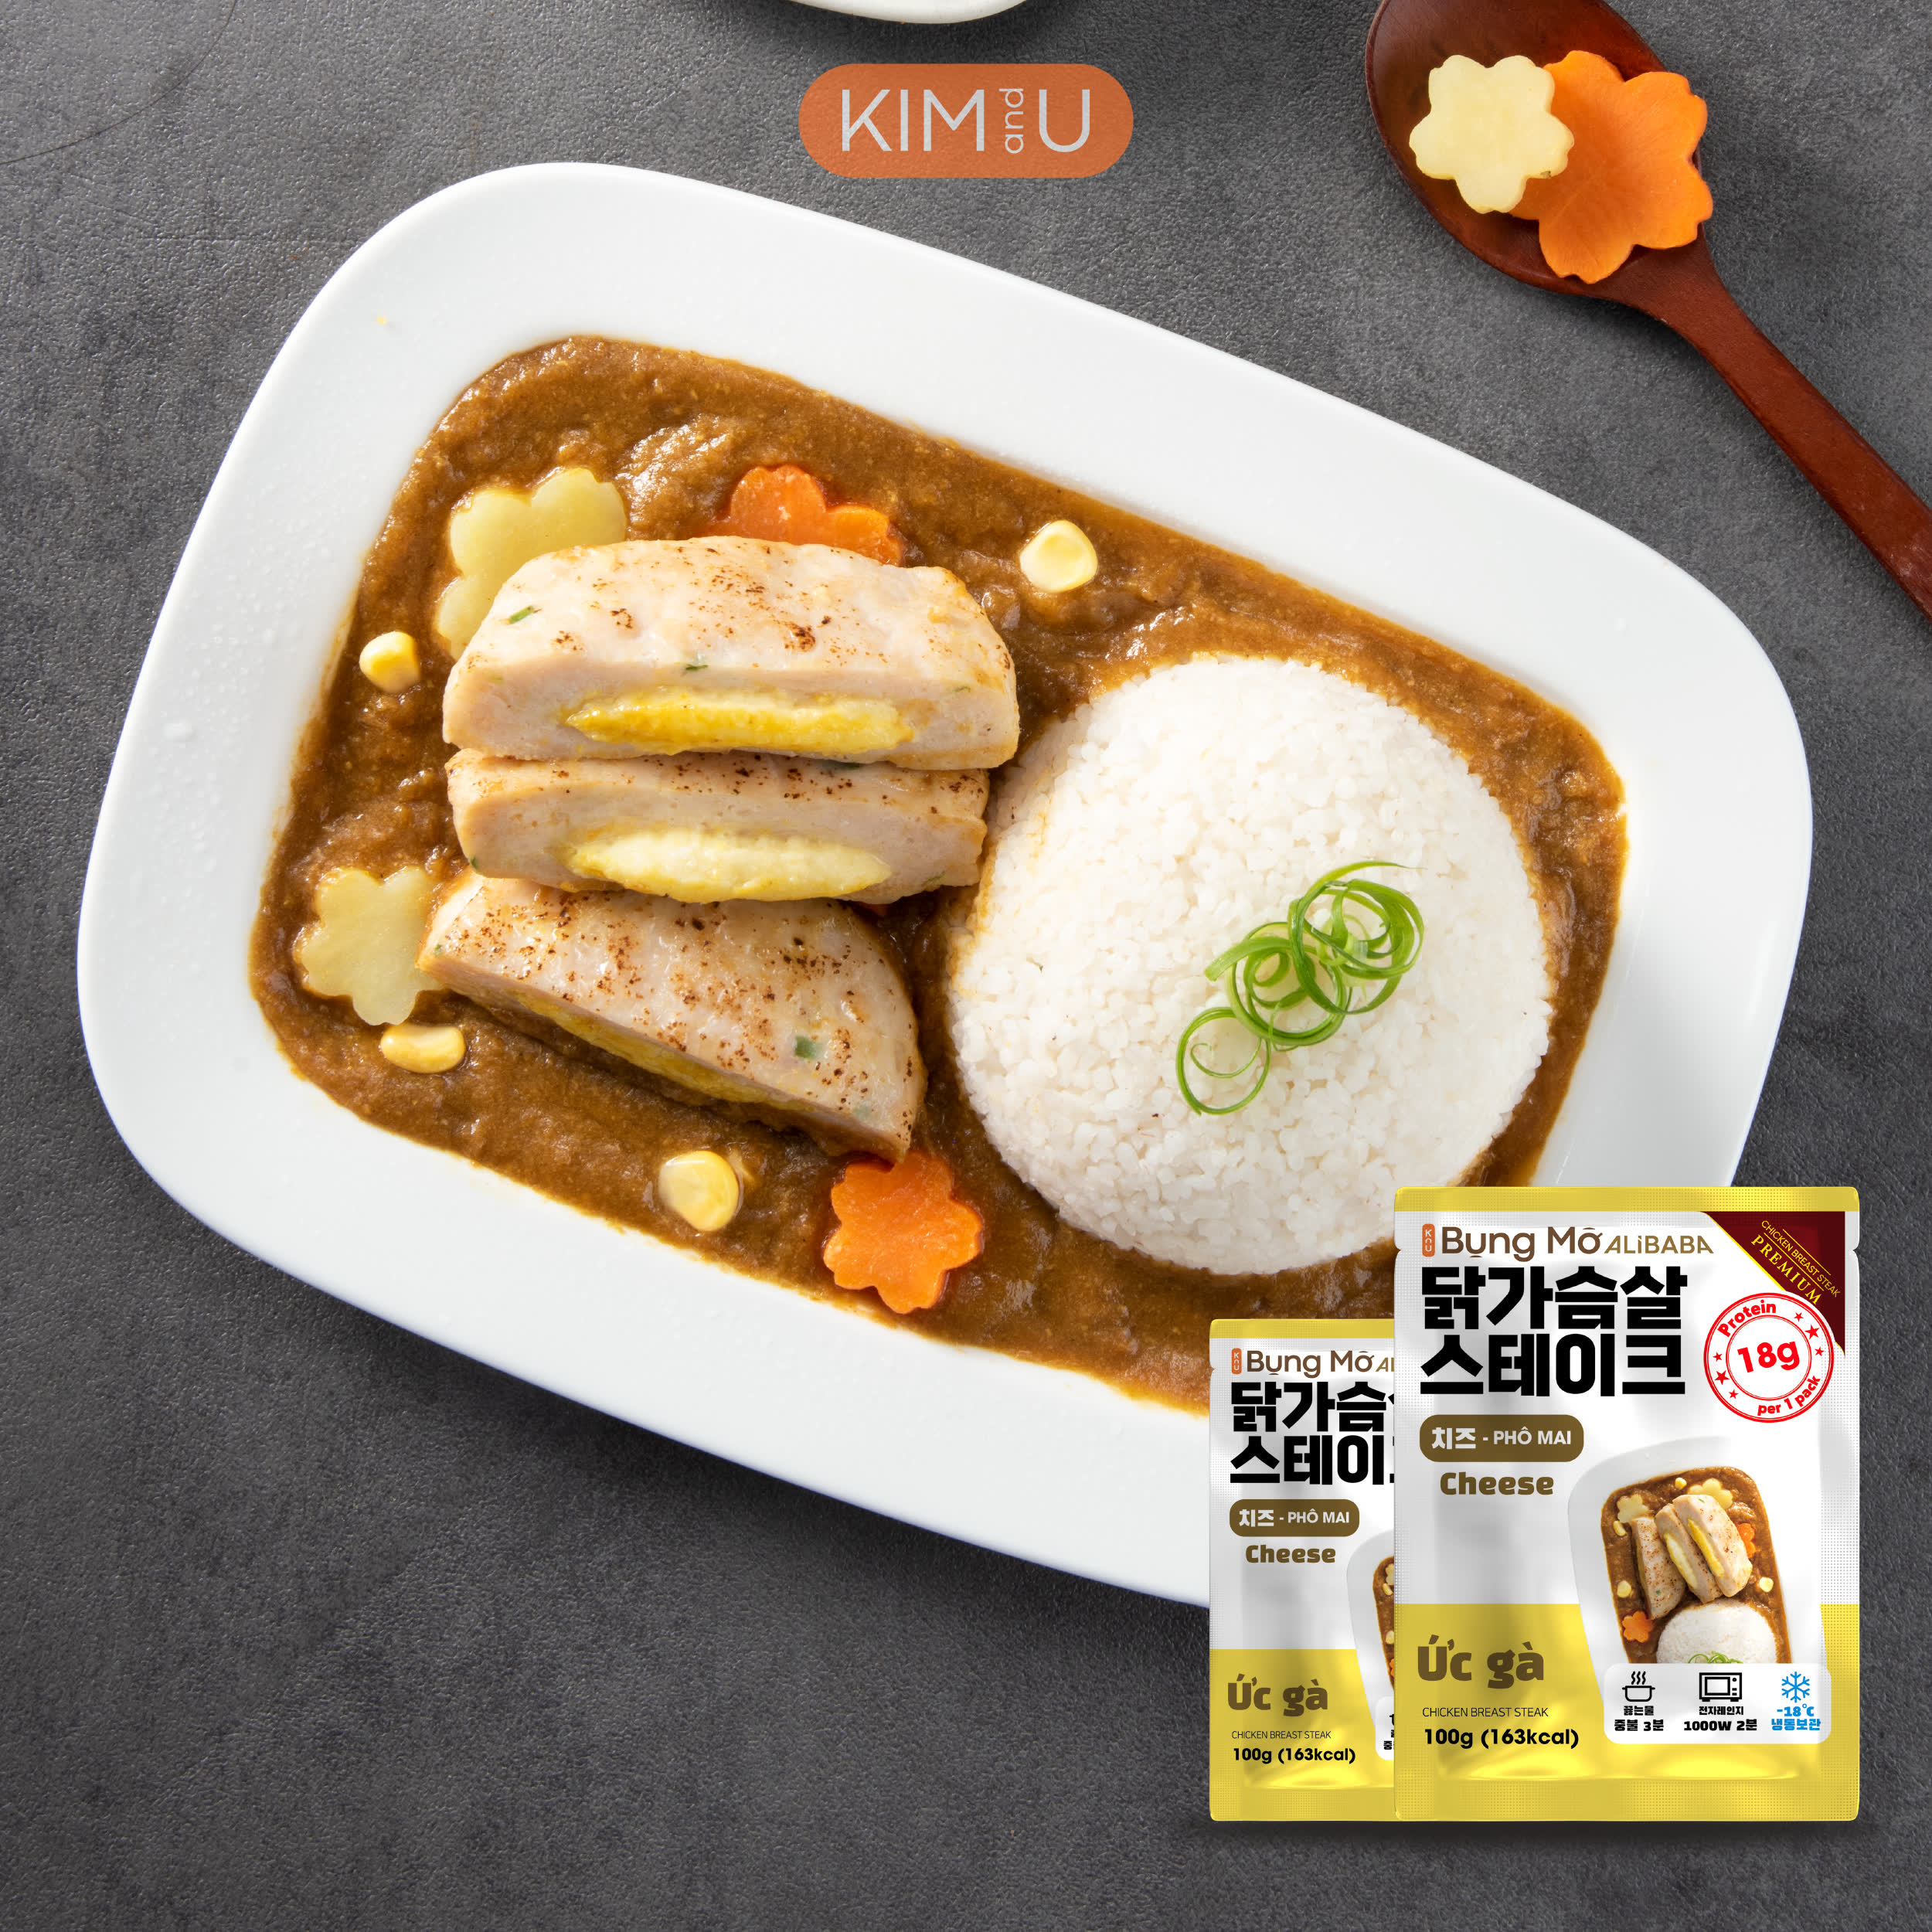 KIM and U
KnU Bụng Mỡ ALiBABA
CHICKEN BREAST STEAK
PREMIUM
닭가슴살
스테이크
Protein
18g
per 1 pack
치즈 - PHÔ MAI
Cheese
Ức gà
CHICKEN BREAST STEAK
100g (163kcal)
끓는물
중불 3분
전자레인지
1000W 2분
-18℃
냉동보관
KnU Bụng Mỡ AL
닭가슴
스테이
치즈 - PHÔ MAI
Cheese
Ức gà
CHICKEN BREAST STEAK
100g (163kcal)